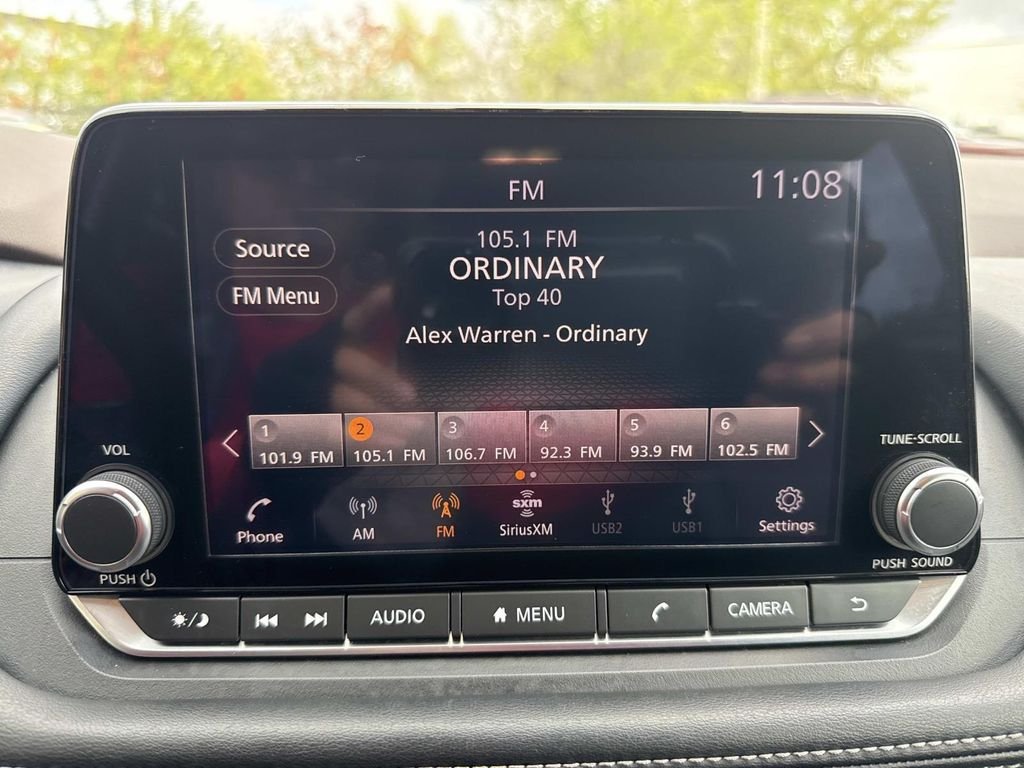 FM
11:08
Source
FM Menu
105.1 FM
ORDINARY
Top 40
Alex Warren - Ordinary
1 2 3 4 5 6
101.9 FM 105.1 FM 106.7 FM 92.3 FM 93.9 FM 102.5 FM
VOL
TUNE·SCROLL
Phone
AM
FM
sxm
SiriusXM
USB2
USB1
Settings
PUSH
PUSH SOUND
AUDIO
MENU
CAMERA